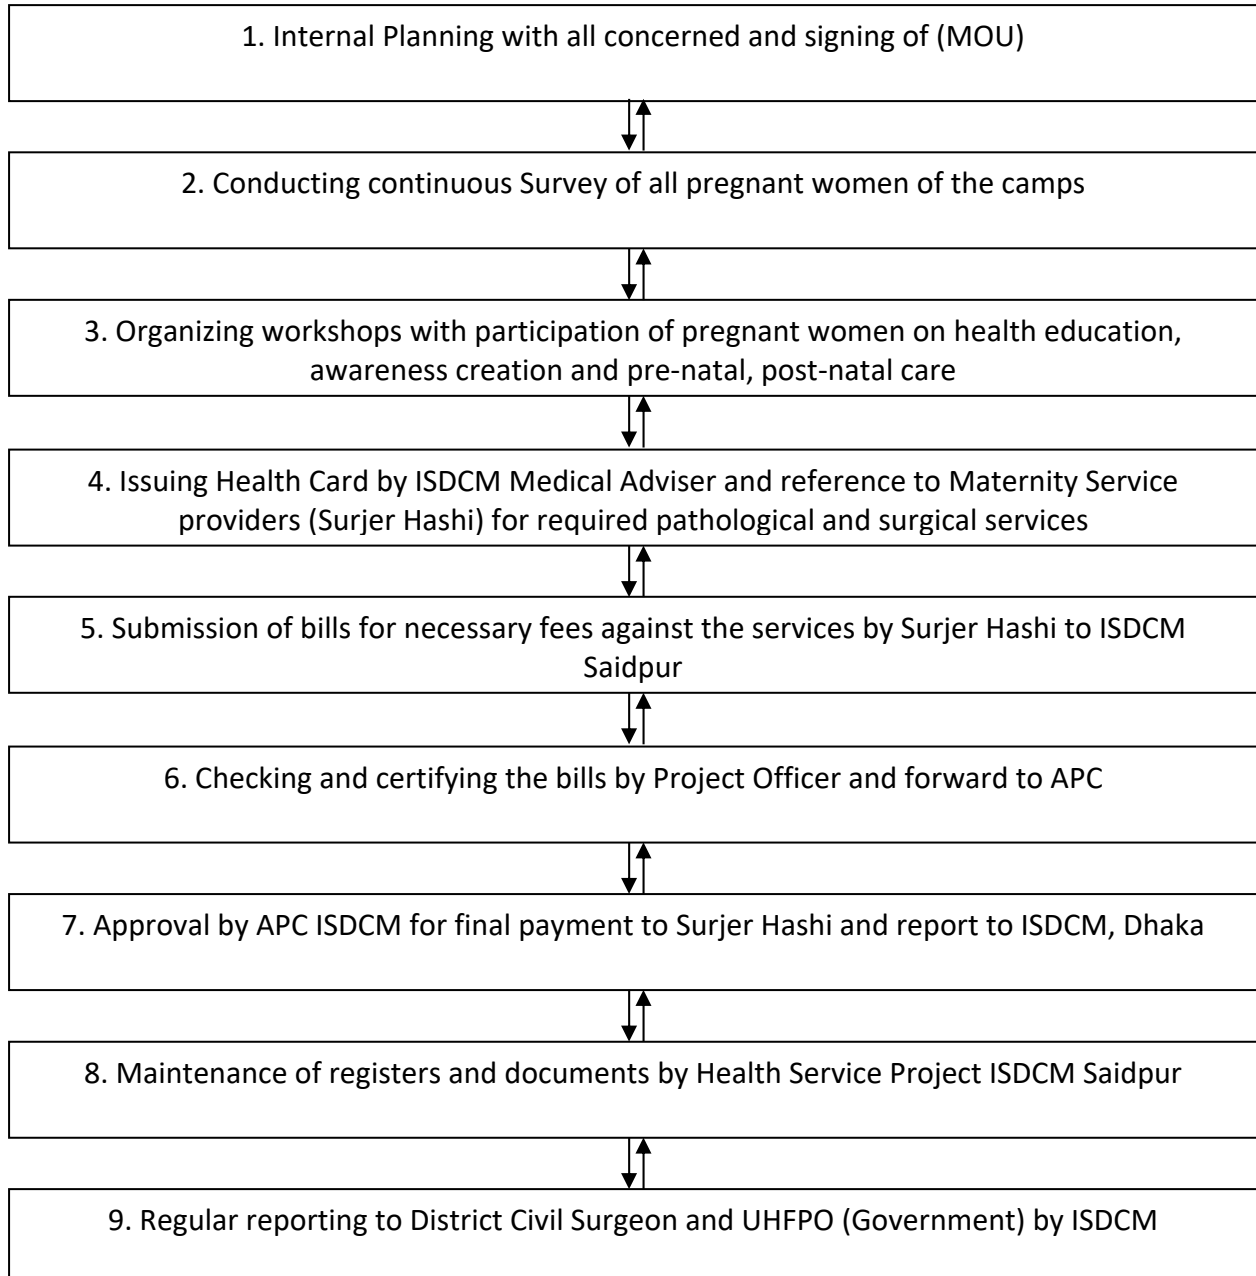 1. Internal Planning with all concerned and signing of (MOU)
2. Conducting continuous Survey of all pregnant women of the camps
3. Organizing workshops with participation of pregnant women on health education,
awareness creation and pre-natal, post-natal care
4. Issuing Health Card by ISDCM Medical Adviser and reference to Maternity Service
providers (Surjer Hashi) for required pathological and surgical services
5. Submission of bills for necessary fees against the services by Surjer Hashi to ISDCM
Saidpur
6. Checking and certifying the bills by Project Officer and forward to APC
7. Approval by APC ISDCM for final payment to Surjer Hashi and report to ISDCM, Dhaka
8. Maintenance of registers and documents by Health Service Project ISDCM Saidpur
9. Regular reporting to District Civil Surgeon and UHFPO (Government) by ISDCM